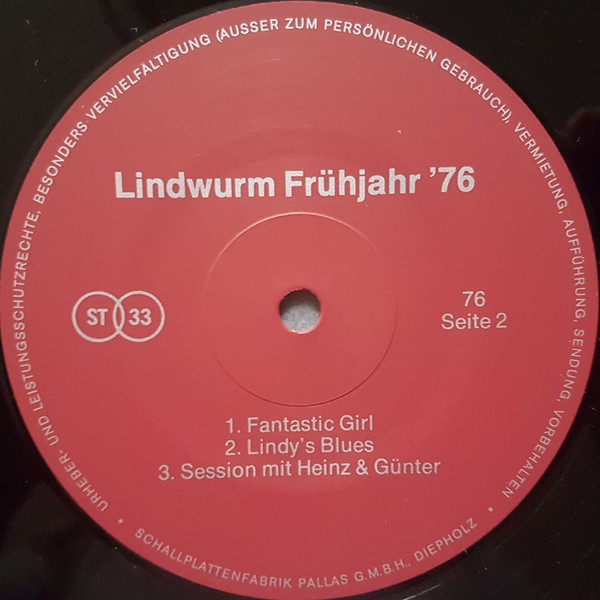 URHEBER- UND LEISTUNGSSCHUTZRECHTE, BESONDERS VERVIELFÄLTIGUNG (AUSSER ZUM PERSÖNLICHEN GEBRAUCH), VERMIETUNG, AUFFÜHRUNG, SENDUNG, VORBEHALTEN
Lindwurm Frühjahr ’76
ST 33
76
Seite 2
1. Fantastic Girl
2. Lindy’s Blues
3. Session mit Heinz & Günter
• SCHALLPLATTENFABRIK PALLAS G.M.B.H., DIEPHOLZ •